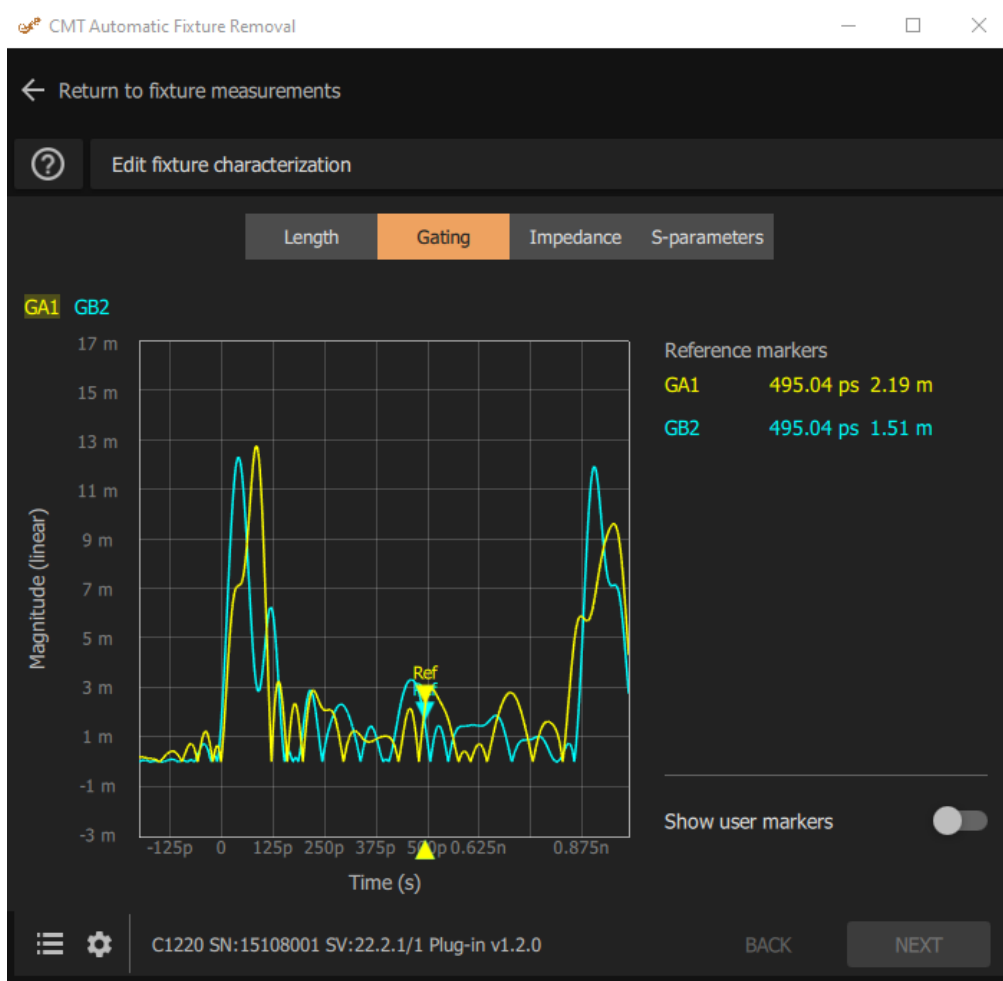 CMT Automatic Fixture Removal
Return to fixture measurements
Edit fixture characterization
Length Gating Impedance S-parameters
GA1 GB2
17 m
15 m
13 m
11 m
9 m
7 m
5 m
3 m
1 m
-1 m
-3 m
Magnitude (linear)
Ref
-125p 0 125p 250p 375p 500p 0.625n 0.875n
Time (s)
Reference markers
GA1 495.04 ps 2.19 m
GB2 495.04 ps 1.51 m
Show user markers
C1220 SN:15108001 SV:22.2.1/1 Plug-in v1.2.0
BACK
NEXT